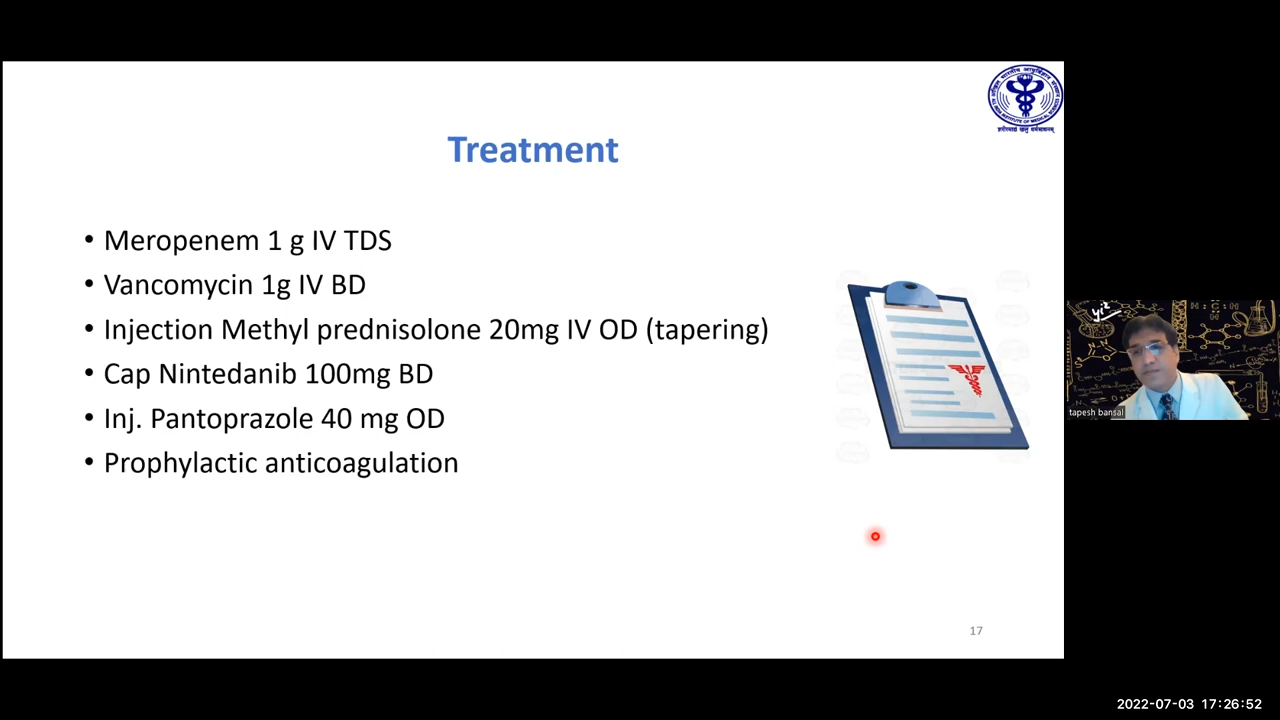 Treatment
• Meropenem 1 g IV TDS
• Vancomycin 1g IV BD
• Injection Methyl prednisolone 20mg IV OD (tapering)
• Cap Nintedanib 100mg BD
• Inj. Pantoprazole 40 mg OD
• Prophylactic anticoagulation
17
tapesh bansal
2022-07-03 17:26:52